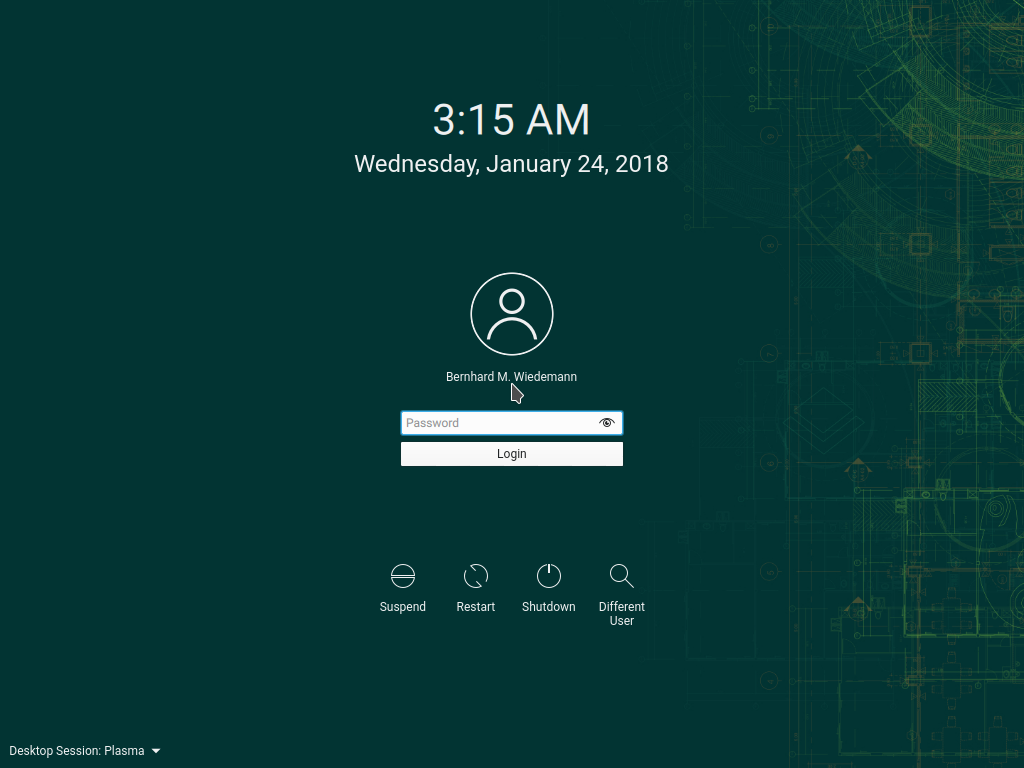 3:15 AM
Wednesday, January 24, 2018
Bernhard M. Wiedemann
Password
Login
Suspend
Restart
Shutdown
Different
User
Desktop Session: Plasma